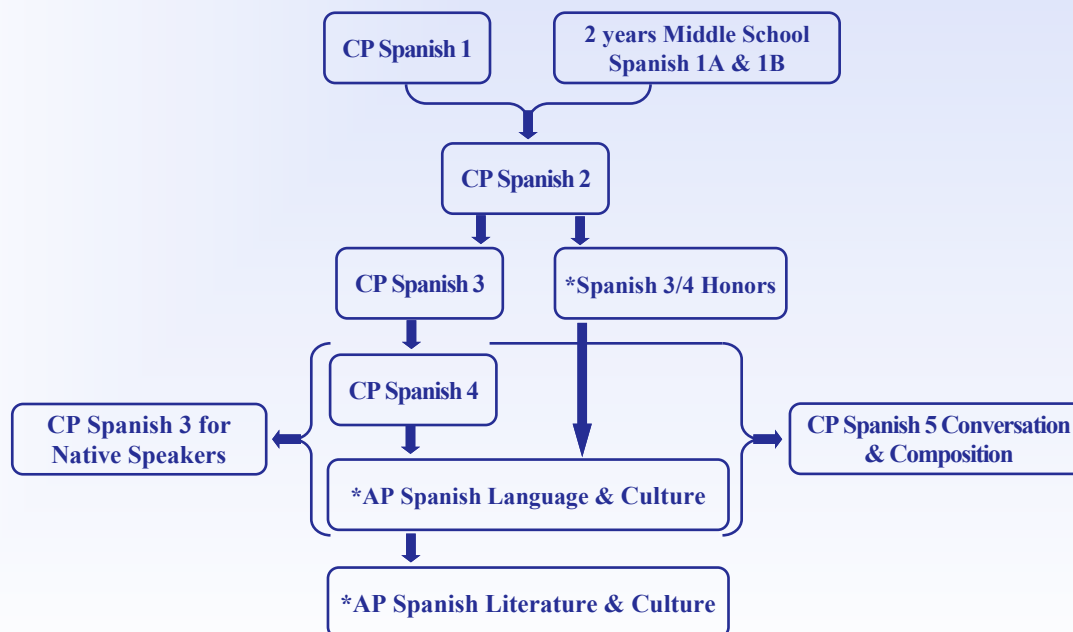 CP Spanish 1
2 years Middle School
Spanish 1A & 1B
CP Spanish 2
CP Spanish 3
*Spanish 3/4 Honors
CP Spanish 4
CP Spanish 3 for
Native Speakers
CP Spanish 5 Conversation
& Composition
*AP Spanish Language & Culture
*AP Spanish Literature & Culture